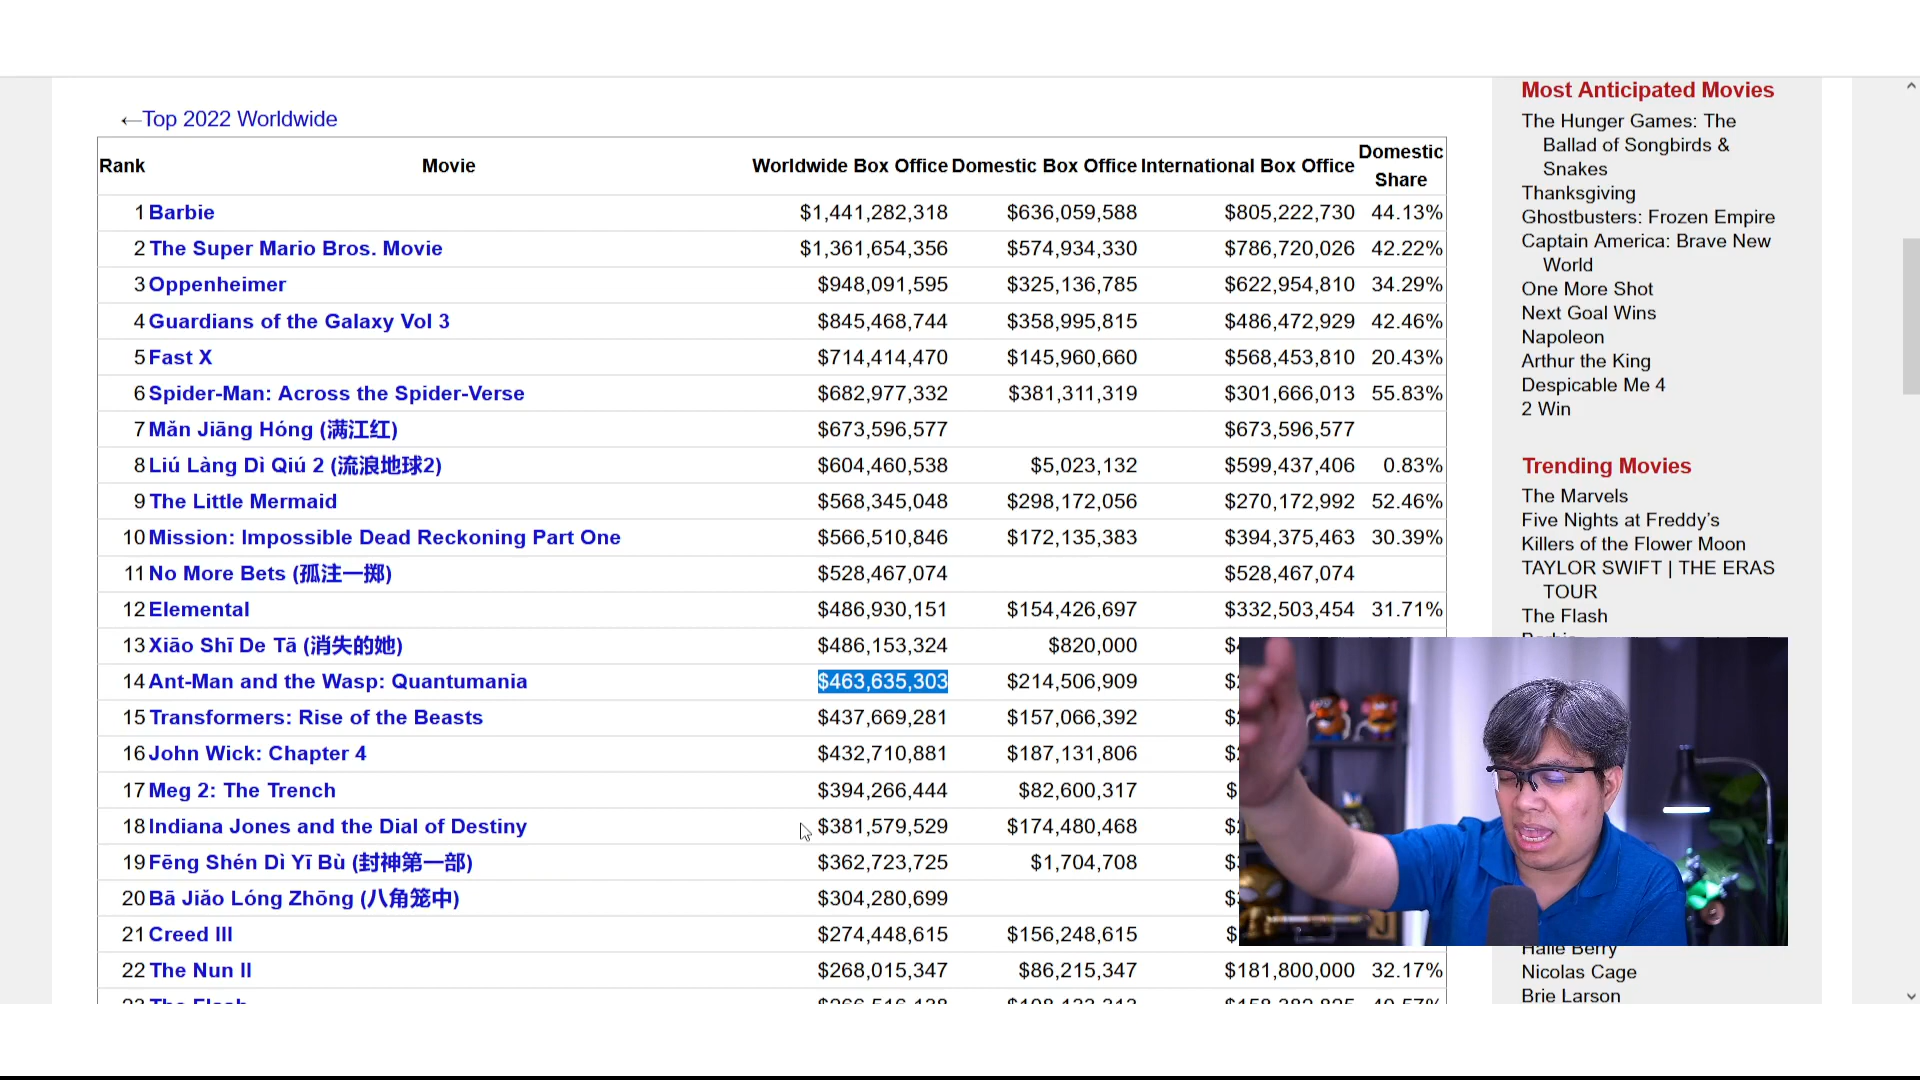 ←Top 2022 Worldwide
Rank Movie Worldwide Box Office Domestic Box Office International Box Office Domestic Share
1 Barbie $1,441,282,318 $636,059,588 $805,222,730 44.13%
2 The Super Mario Bros. Movie $1,361,654,356 $574,934,330 $786,720,026 42.22%
3 Oppenheimer $948,091,595 $325,136,785 $622,954,810 34.29%
4 Guardians of the Galaxy Vol 3 $845,468,744 $358,995,815 $486,472,929 42.46%
5 Fast X $714,414,470 $145,960,660 $568,453,810 20.43%
6 Spider-Man: Across the Spider-Verse $682,977,332 $381,311,319 $301,666,013 55.83%
7 Mǎn Jiāng Hóng (满江红) $673,596,577 $673,596,577
8 Liú Làng Dì Qiú 2 (流浪地球2) $604,460,538 $5,023,132 $599,437,406 0.83%
9 The Little Mermaid $568,345,048 $298,172,056 $270,172,992 52.46%
10 Mission: Impossible Dead Reckoning Part One $566,510,846 $172,135,383 $394,375,463 30.39%
11 No More Bets (孤注一掷) $528,467,074 $528,467,074
12 Elemental $486,930,151 $154,426,697 $332,503,454 31.71%
13 Xiāo Shī De Tā (消失的她) $486,153,324 $820,000
14 Ant-Man and the Wasp: Quantumania $463,635,303 $214,506,909
15 Transformers: Rise of the Beasts $437,669,281 $157,066,392
16 John Wick: Chapter 4 $432,710,881 $187,131,806
17 Meg 2: The Trench $394,266,444 $82,600,317
18 Indiana Jones and the Dial of Destiny $381,579,529 $174,480,468
19 Fēng Shén Dì Yī Bù (封神第一部) $362,723,725 $1,704,708
20 Bā Jiǎo Lóng Zhōng (八角笼中) $304,280,699
21 Creed III $274,448,615 $156,248,615
22 The Nun II $268,015,347 $86,215,347 $181,800,000 32.17%
Most Anticipated Movies
The Hunger Games: The
Ballad of Songbirds &
Snakes
Thanksgiving
Ghostbusters: Frozen Empire
Captain America: Brave New
World
One More Shot
Next Goal Wins
Napoleon
Arthur the King
Despicable Me 4
2 Win
Trending Movies
The Marvels
Five Nights at Freddy's
Killers of the Flower Moon
TAYLOR SWIFT | THE ERAS
TOUR
The Flash
Halle Berry
Nicolas Cage
Brie Larson